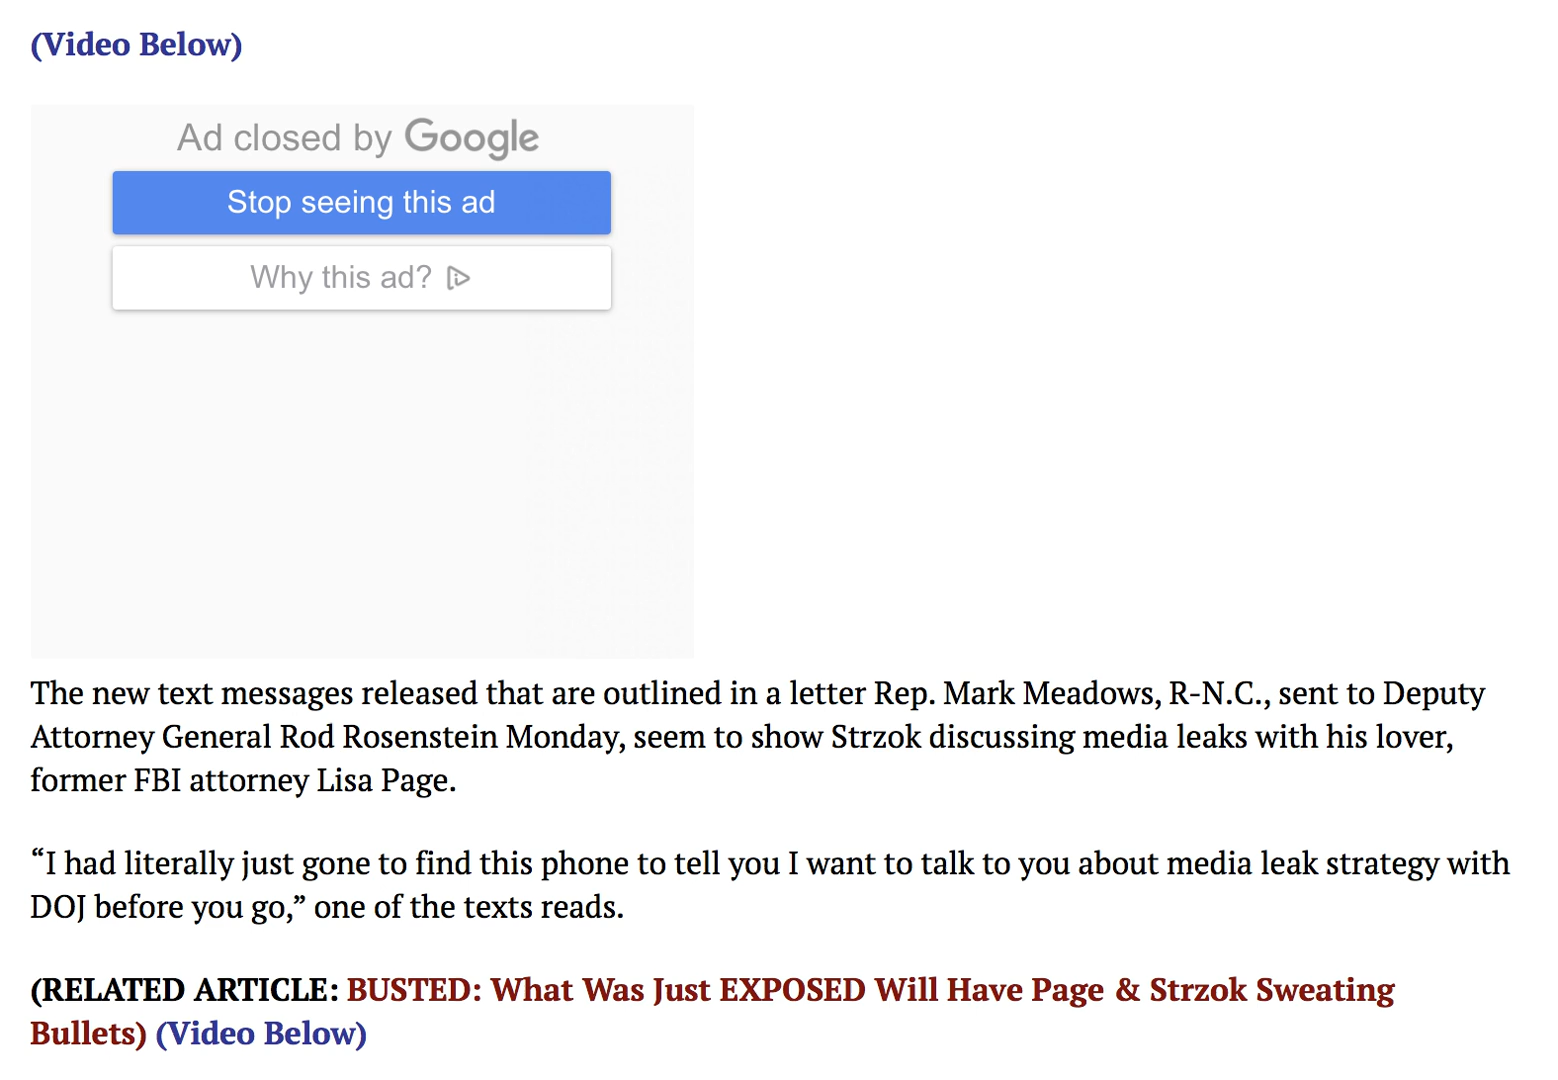 (Video Below)
Ad closed by Google
Stop seeing this ad
Why this ad?
The new text messages released that are outlined in a letter Rep. Mark Meadows, R-N.C., sent to Deputy
Attorney General Rod Rosenstein Monday, seem to show Strzok discussing media leaks with his lover,
former FBI attorney Lisa Page.
“I had literally just gone to find this phone to tell you I want to talk to you about media leak strategy with
DOJ before you go,” one of the texts reads.
(RELATED ARTICLE: BUSTED: What Was Just EXPOSED Will Have Page & Strzok Sweating
Bullets) (Video Below)